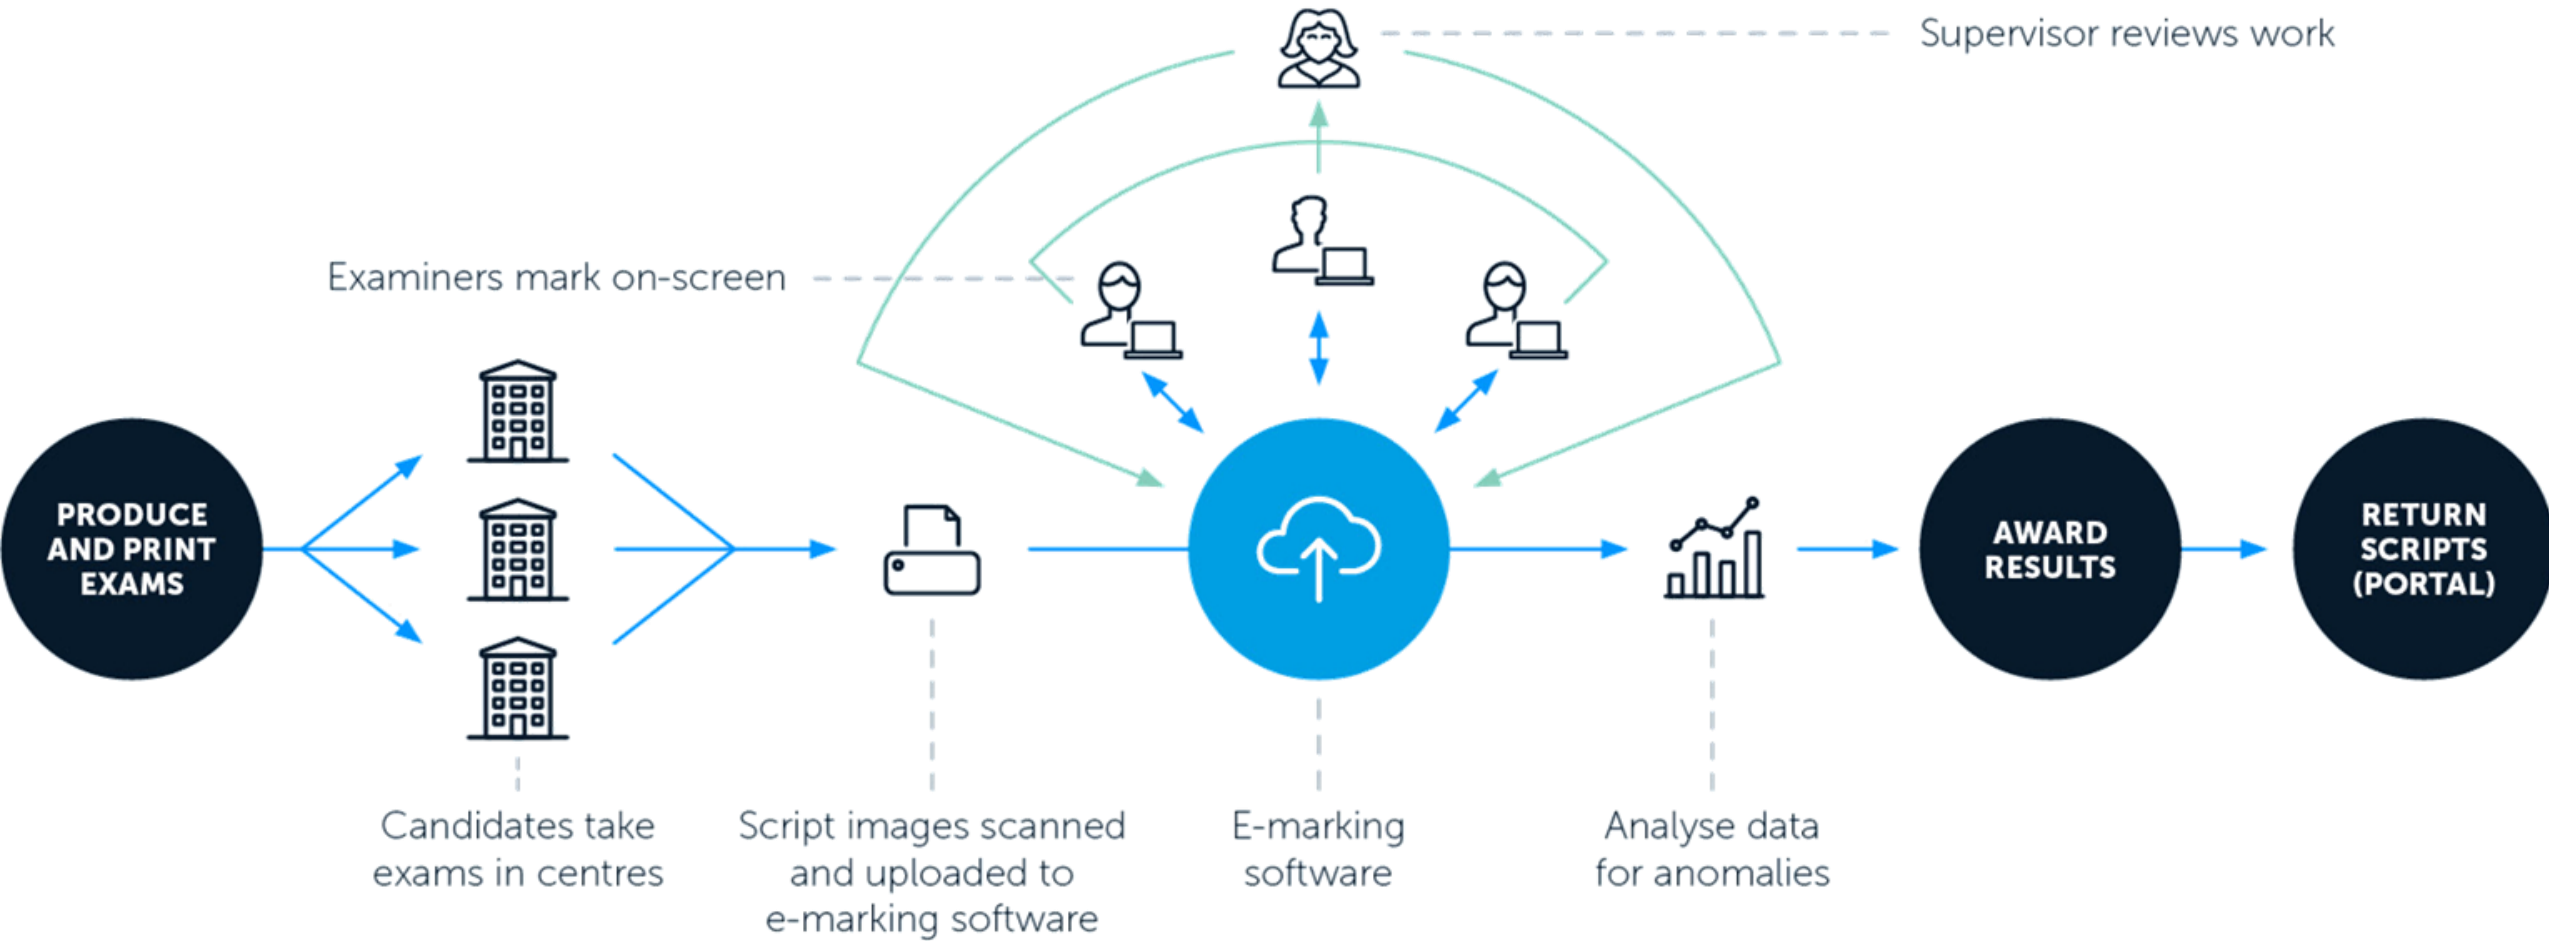 Supervisor reviews work
Examiners mark on-screen
PRODUCE
AND PRINT
EXAMS
AWARD
RESULTS
RETURN
SCRIPTS
(PORTAL)
Candidates take
exams in centres
Script images scanned
and uploaded to
e-marking software
E-marking
software
Analyse data
for anomalies